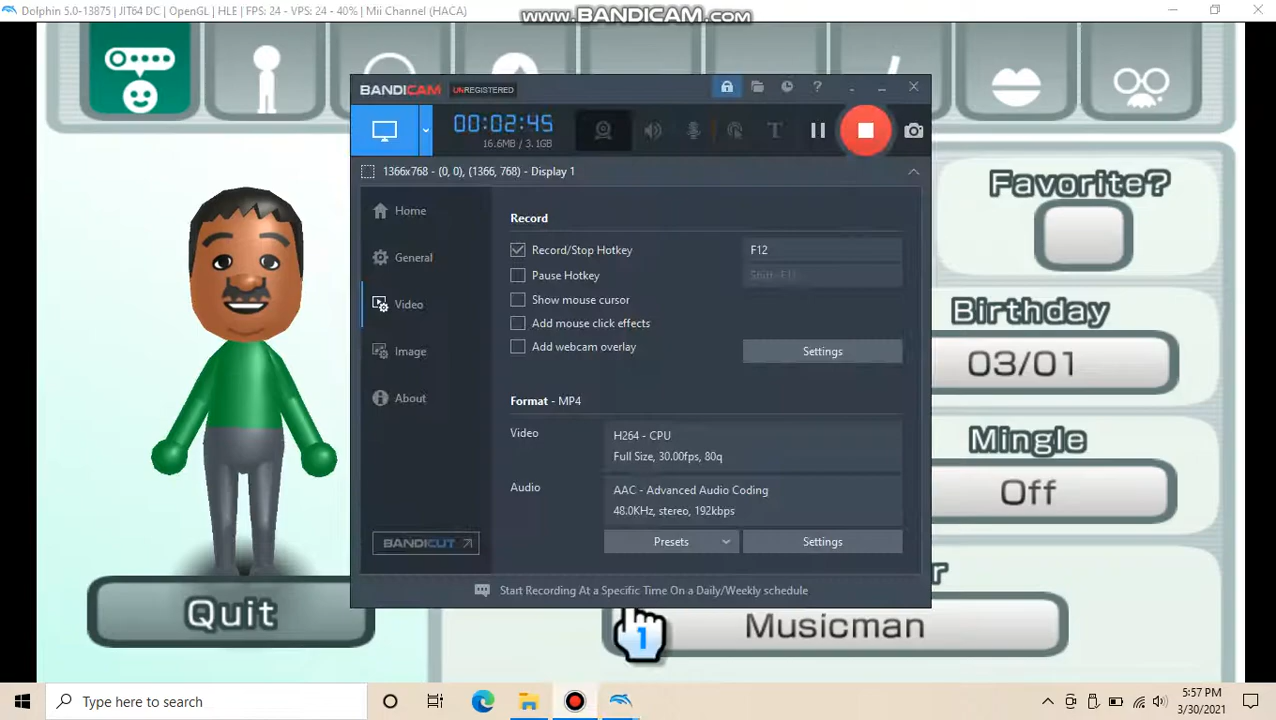 Dolphin 5.0-13875 | JIT64 DC | OpenGL | HLE | FPS: 24 - VPS: 24 - 40% | Mii Channel (HACA)
www.BANDICAM.com
BANDICAM UNREGISTERED
00:02:45
16.6MB / 3.1GB
1366x768 - (0, 0), (1366, 768) - Display 1
Home
General
Video
Image
About
BANDICUT
Record
Record/Stop Hotkey F12
Pause Hotkey Shift+F11
Show mouse cursor
Add mouse click effects
Add webcam overlay Settings
Format - MP4
Video H264 - CPU
Full Size, 30.00fps, 80q
Audio AAC - Advanced Audio Coding
48.0KHz, stereo, 192kbps
Presets Settings
Start Recording At a Specific Time On a Daily/Weekly schedule
Favorite?
Birthday
03/01
Mingle
Off
Quit
1
Musicman
Type here to search
5:57 PM
3/30/2021